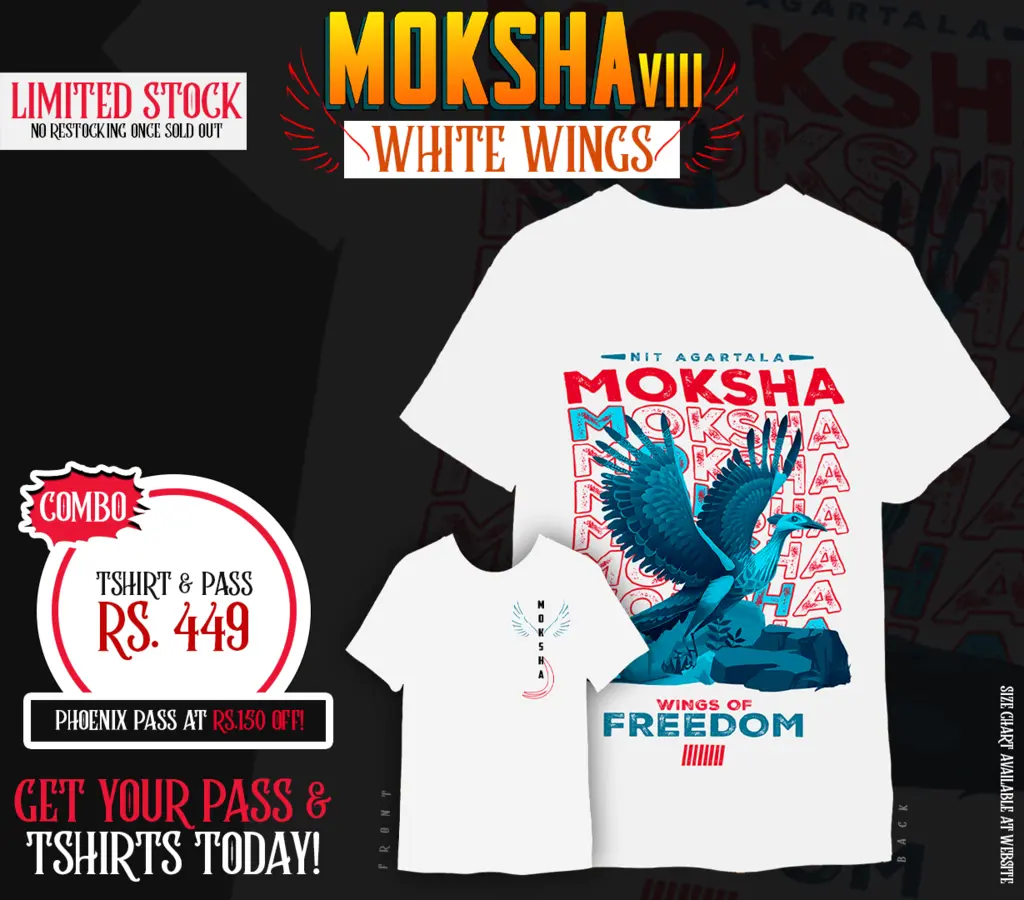 MOKSHA VIII
WHITE WINGS
LIMITED STOCK
NO RESTOCKING ONCE SOLD OUT
AGARTALA
MOKSHA
MOKSHA
NIT AGARTALA
MOKSHA
MOKSHA
MOKSHA
WINGS OF
FREEDOM
MOKSHA
COMBO
TSHIRT & PASS
RS. 449
PHOENIX PASS AT RS.150 OFF!
GET YOUR PASS &
TSHIRTS TODAY!
FRONT
BACK
SIZE CHART AVAILABLE AT WEBSITE